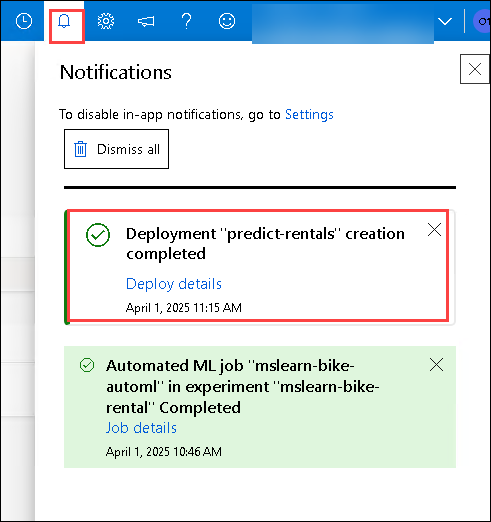 Notifications
To disable in-app notifications, go to Settings
Dismiss all
Deployment "predict-rentals" creation
completed
Deploy details
April 1, 2025 11:15 AM
Automated ML job "mslearn-bike-
automl" in experiment "mslearn-bike-
rental" Completed
Job details
April 1, 2025 10:46 AM